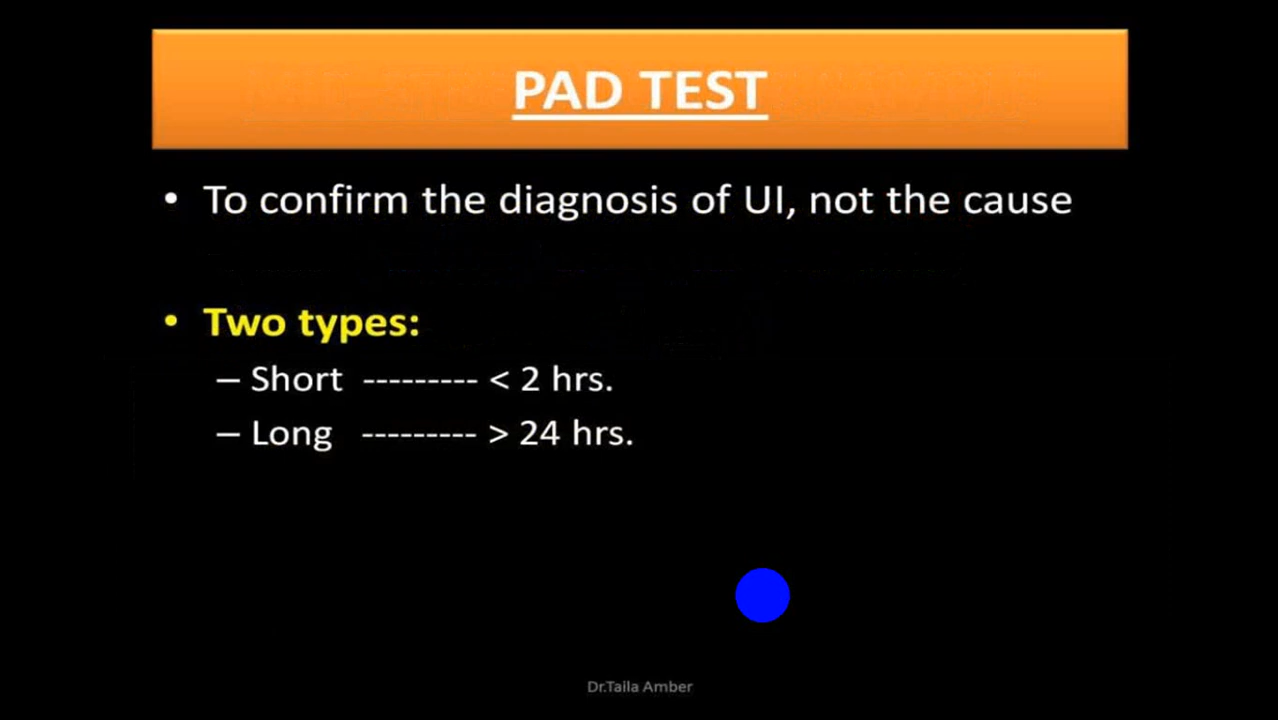 PAD TEST
• To confirm the diagnosis of UI, not the cause
• Two types:
– Short --------- < 2 hrs.
– Long --------- > 24 hrs.
Dr.Taila Amber